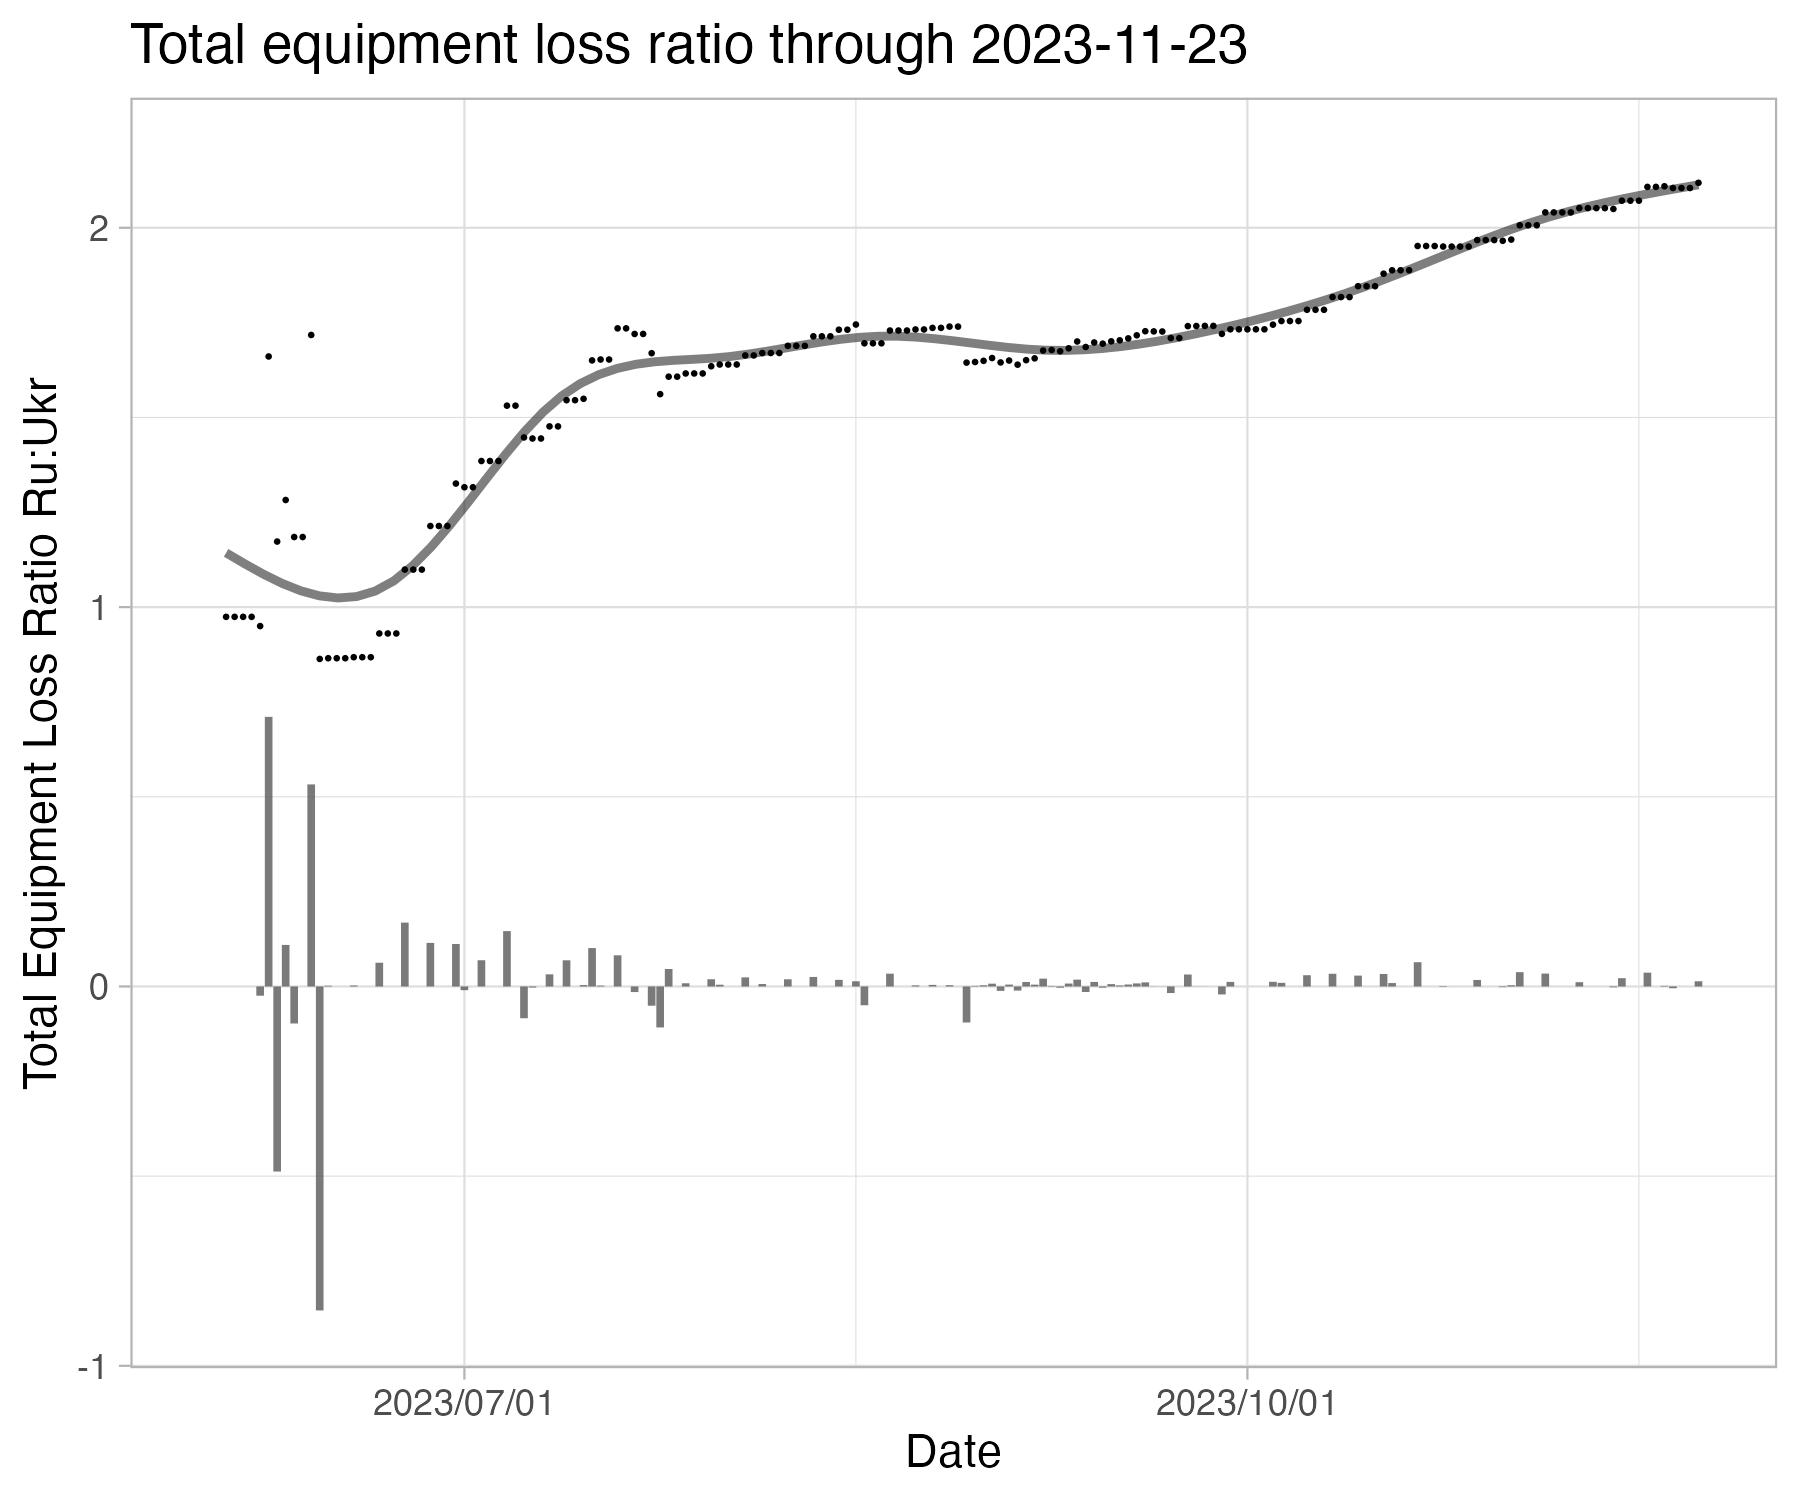 Total equipment loss ratio through 2023-11-23
Total Equipment Loss Ratio Ru:Ukr
2
1
0
-1
2023/07/01
2023/10/01
Date